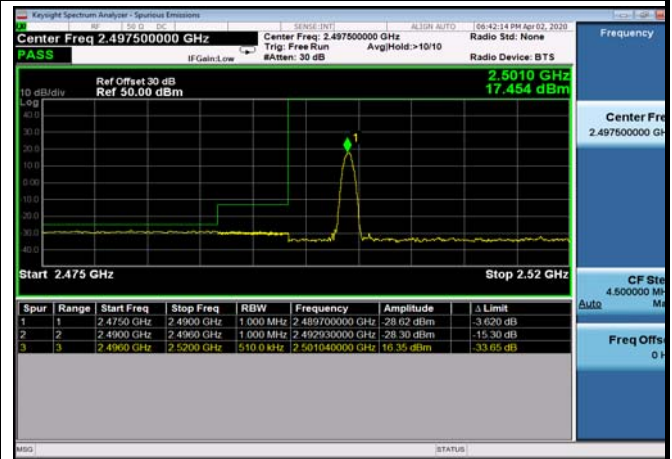 Keysight Spectrum Analyzer - Spurious Emissions
RF 50 Ω DC SENSE:INT ALIGN AUTO 06:42:14 PM Apr 02, 2020
Center Freq 2.497500000 GHz Center Freq: 2.497500000 GHz Radio Std: None
Trig: Free Run Avg|Hold:>10/10
PASS IFGain:Low #Atten: 30 dB Radio Device: BTS
Frequency
Ref Offset 30 dB 2.5010 GHz
10 dB/div Ref 50.00 dBm 17.454 dBm
Log
40.0
30.0
20.0
10.0
0.00
10.0
20.0
30.0
40.0
1
Start 2.475 GHz Stop 2.52 GHz
Spur Range Start Freq Stop Freq RBW Frequency Amplitude Δ Limit
1 1 2.4750 GHz 2.4900 GHz 1.000 MHz 2.489700000 GHz -28.62 dBm -3.620 dB
2 2 2.4900 GHz 2.4960 GHz 1.000 MHz 2.492930000 GHz -28.30 dBm -15.30 dB
3 3 2.4960 GHz 2.5200 GHz 510.0 kHz 2.501040000 GHz 16.35 dBm -33.65 dB
Center Fre
2.497500000 GH
CF Ste
4.500000 MH
Auto Ma
Freq Offs
0 H
MSG STATUS